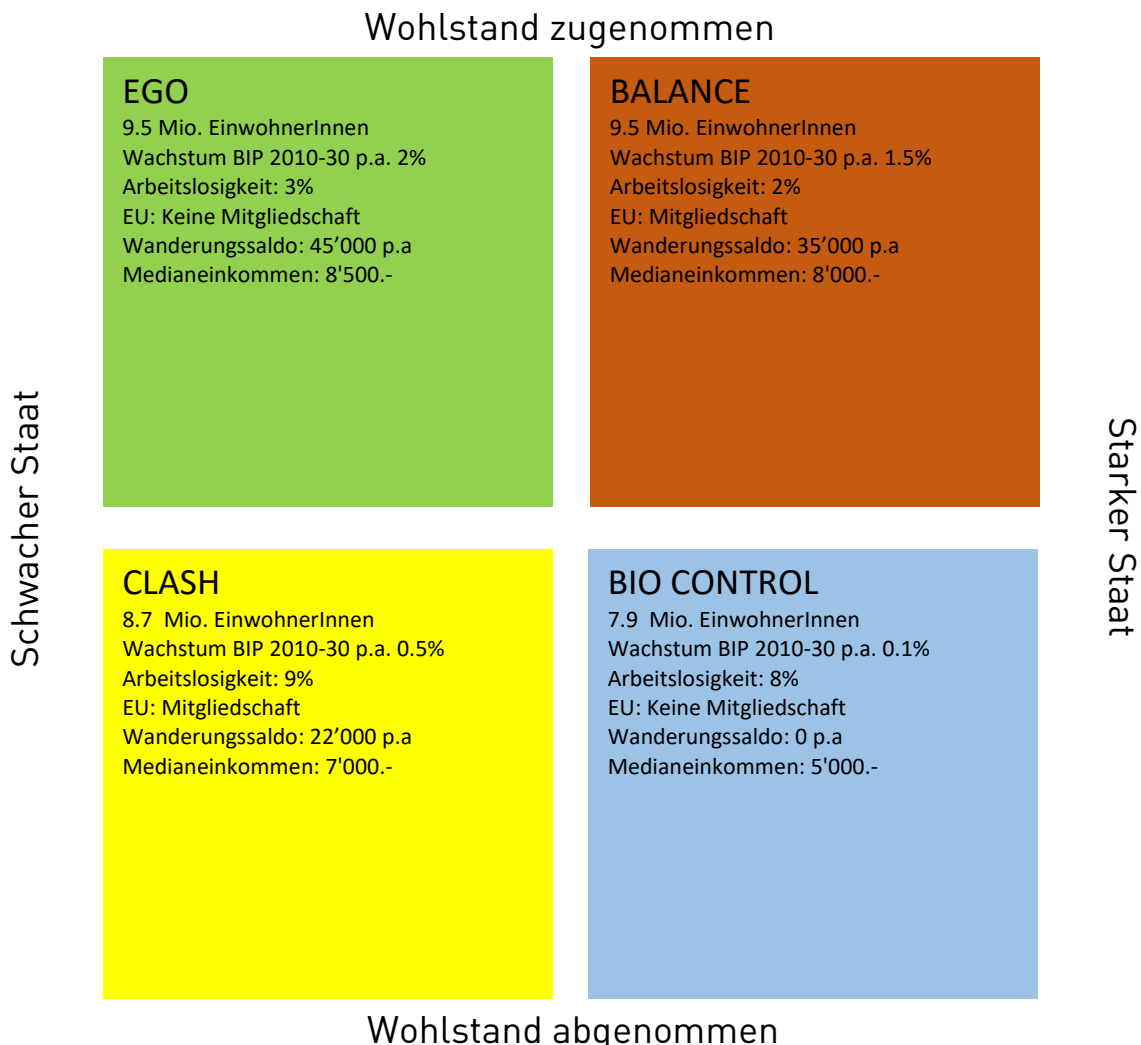 Wohlstand zugenommen
EGO
9.5 Mio. EinwohnerInnen
Wachstum BIP 2010-30 p.a. 2%
Arbeitslosigkeit: 3%
EU: Keine Mitgliedschaft
Wanderungssaldo: 45’000 p.a
Medianeinkommen: 8'500.-
BALANCE
9.5 Mio. EinwohnerInnen
Wachstum BIP 2010-30 p.a. 1.5%
Arbeitslosigkeit: 2%
EU: Mitgliedschaft
Wanderungssaldo: 35’000 p.a
Medianeinkommen: 8'000.-
Schwacher Staat
Starker Staat
CLASH
8.7  Mio. EinwohnerInnen
Wachstum BIP 2010-30 p.a. 0.5%
Arbeitslosigkeit: 9%
EU: Mitgliedschaft
Wanderungssaldo: 22’000 p.a
Medianeinkommen: 7'000.-
BIO CONTROL
7.9  Mio. EinwohnerInnen
Wachstum BIP 2010-30 p.a. 0.1%
Arbeitslosigkeit: 8%
EU: Keine Mitgliedschaft
Wanderungssaldo: 0 p.a
Medianeinkommen: 5'000.-
Wohlstand abgenommen